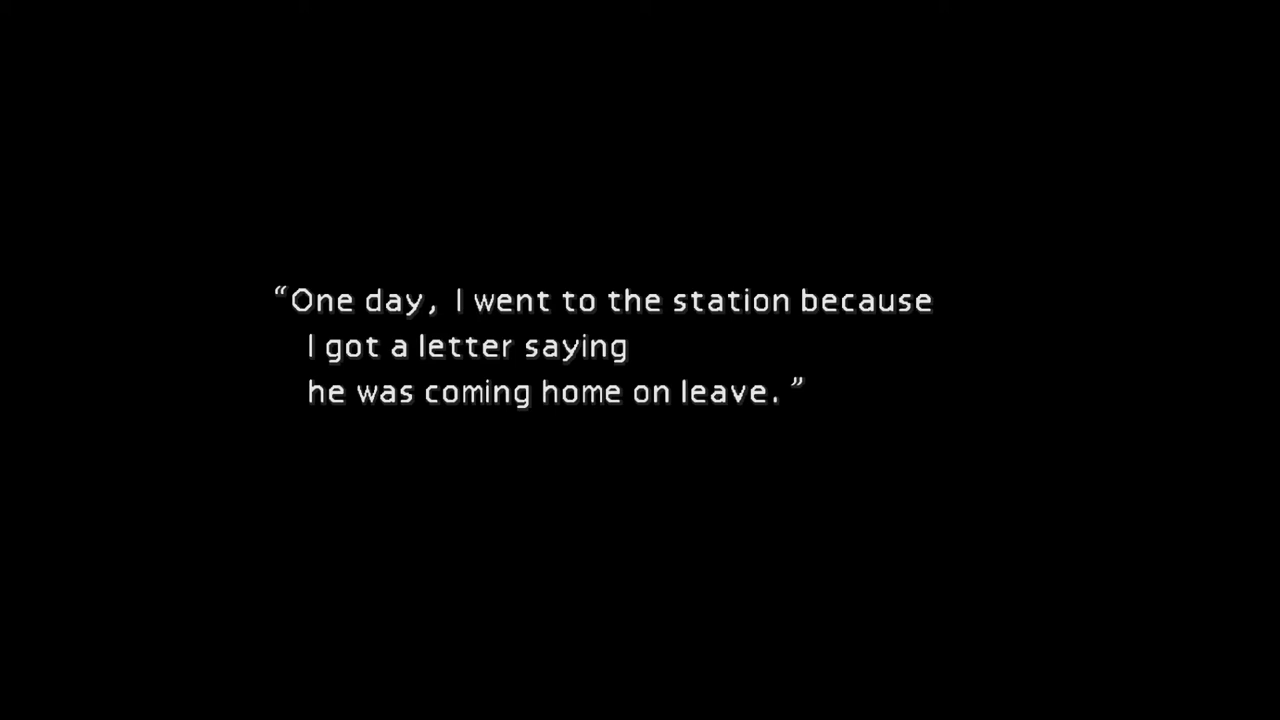 “One day, I went to the station because
I got a letter saying
he was coming home on leave.”